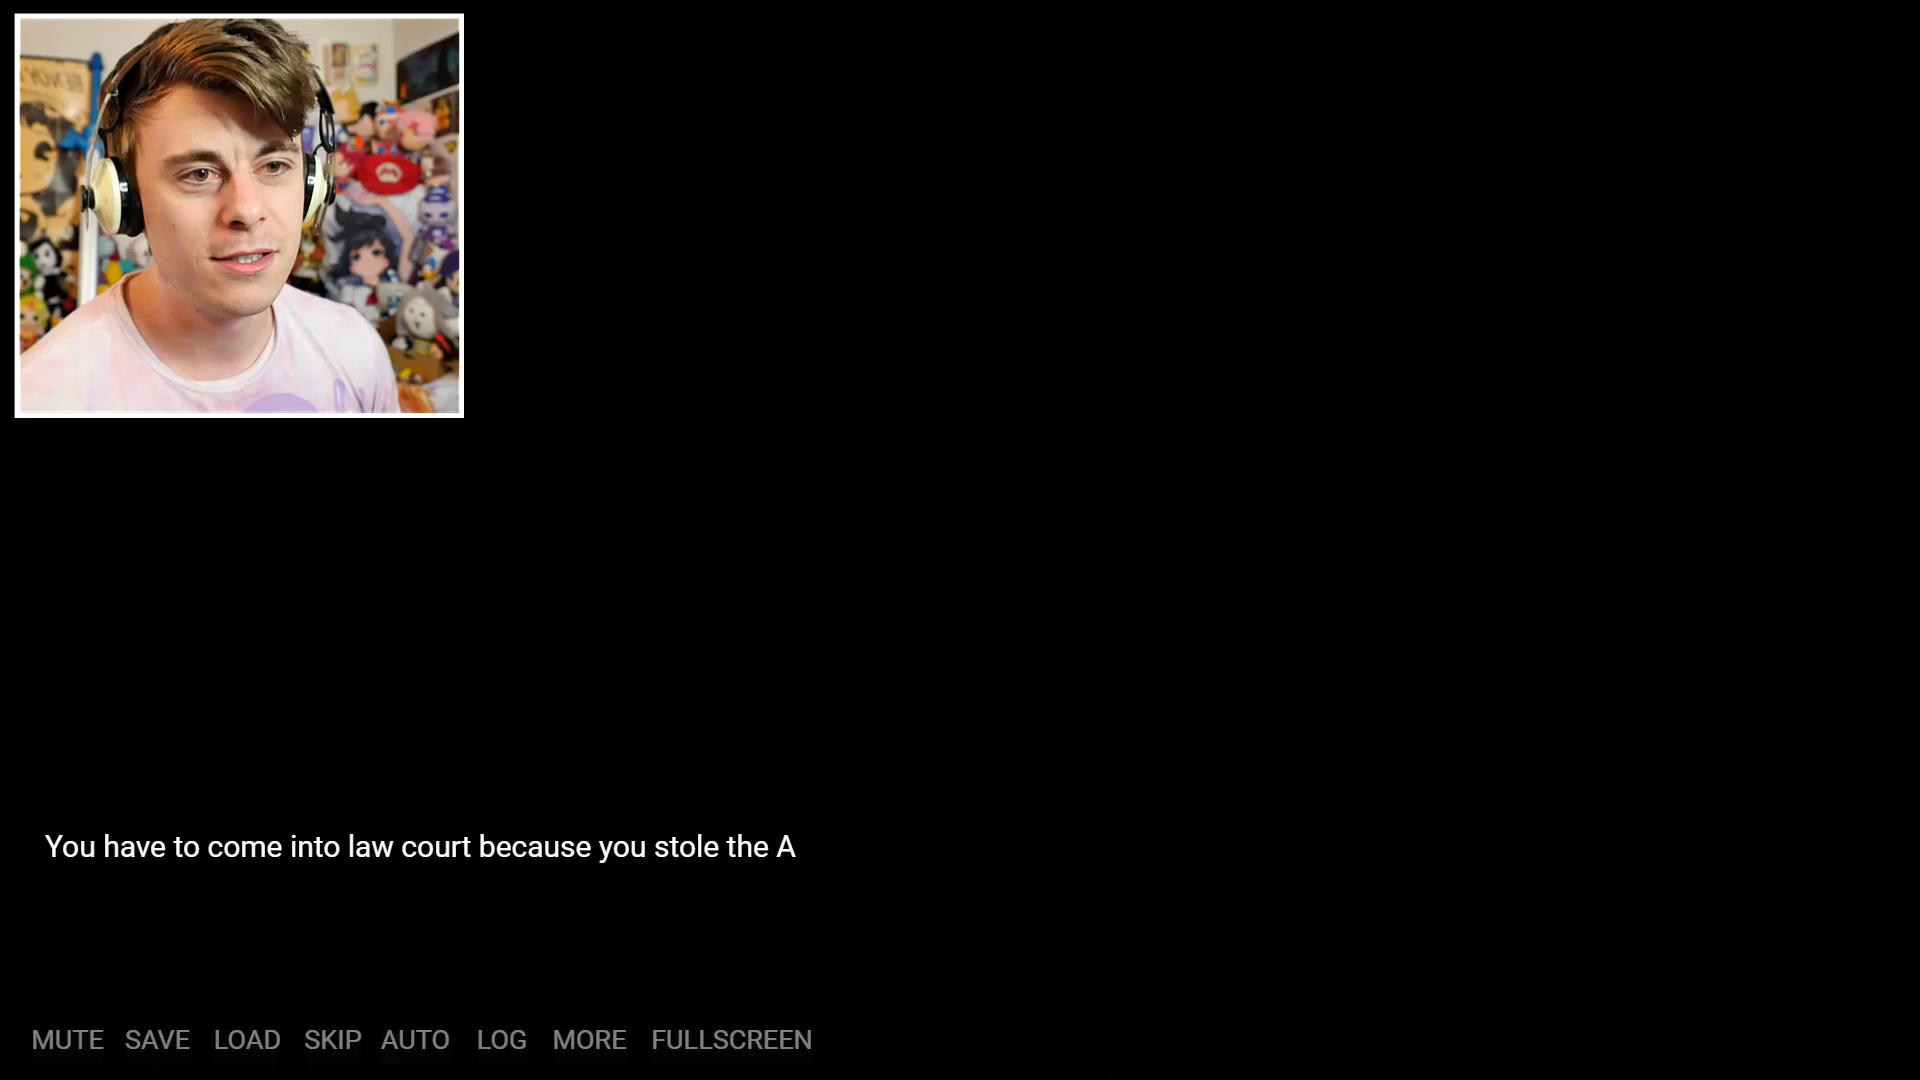 You have to come into law court because you stole the A
MUTE SAVE LOAD SKIP AUTO LOG MORE FULLSCREEN